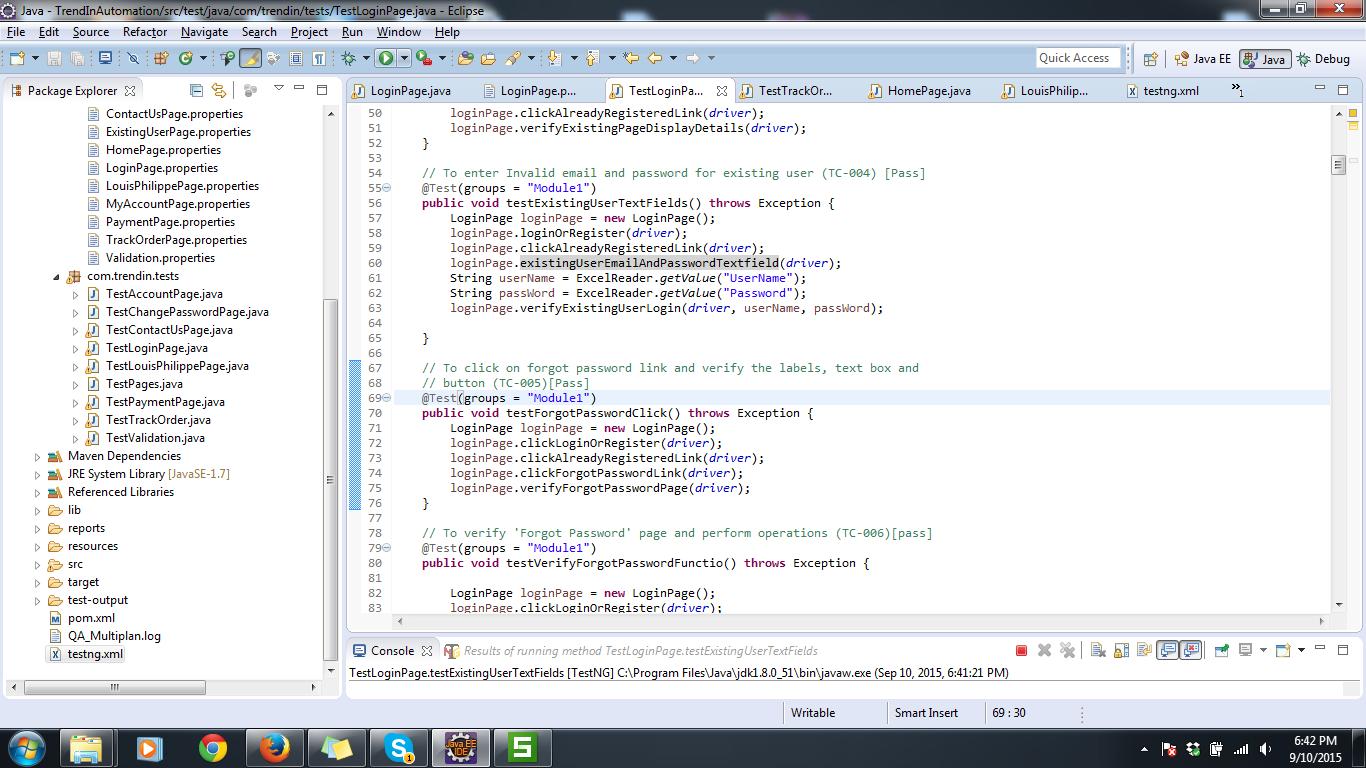 Java - TrendInAutomation/src/test/java/com/trendin/tests/TestLoginPage.java - Eclipse
File Edit Source Refactor Navigate Search Project Run Window Help
Quick Access Java EE Java Debug
Package Explorer
LoginPage.java LoginPage.p... TestLoginPa... TestTrackOr... HomePage.java LouisPhilip... testng.xml »1
ContactUsPage.properties
ExistingUserPage.properties
HomePage.properties
LoginPage.properties
LouisPhilippePage.properties
MyAccountPage.properties
PaymentPage.properties
TrackOrderPage.properties
Validation.properties
com.trendin.tests
TestAccountPage.java
TestChangePasswordPage.java
TestContactUsPage.java
TestLoginPage.java
TestLouisPhilippePage.java
TestPages.java
TestPaymentPage.java
TestTrackOrder.java
TestValidation.java
Maven Dependencies
JRE System Library [JavaSE-1.7]
Referenced Libraries
lib
reports
resources
src
target
test-output
pom.xml
QA_Multiplan.log
testng.xml
50 loginPage.clickAlreadyRegisteredLink(driver);
51 loginPage.verifyExistingPageDisplayDetails(driver);
52 }
53
54 // To enter Invalid email and password for existing user (TC-004) [Pass]
55 @Test(groups = "Module1")
56 public void testExistingUserTextFields() throws Exception {
57 LoginPage loginPage = new LoginPage();
58 loginPage.loginOrRegister(driver);
59 loginPage.clickAlreadyRegisteredLink(driver);
60 loginPage.existingUserEmailAndPasswordTextfield(driver);
61 String userName = ExcelReader.getValue("UserName");
62 String passWord = ExcelReader.getValue("Password");
63 loginPage.verifyExistingUserLogin(driver, userName, passWord);
64
65 }
66
67 // To click on forgot password link and verify the labels, text box and
68 // button (TC-005)[Pass]
69 @Test(groups = "Module1")
70 public void testForgotPasswordClick() throws Exception {
71 LoginPage loginPage = new LoginPage();
72 loginPage.clickLoginOrRegister(driver);
73 loginPage.clickAlreadyRegisteredLink(driver);
74 loginPage.clickForgotPasswordLink(driver);
75 loginPage.verifyForgotPasswordPage(driver);
76 }
77
78 // To verify 'Forgot Password' page and perform operations (TC-006)[pass]
79 @Test(groups = "Module1")
80 public void testVerifyForgotPasswordFunctio() throws Exception {
81
82 LoginPage loginPage = new LoginPage();
83 loginPage.clickLoginOrRegister(driver);
Console Results of running method TestLoginPage.testExistingUserTextFields
TestLoginPage.testExistingUserTextFields [TestNG] C:\Program Files\Java\jdk1.8.0_51\bin\javaw.exe (Sep 10, 2015, 6:41:21 PM)
Writable Smart Insert 69 : 30
S 1 Java EE IDE S
6:42 PM
9/10/2015